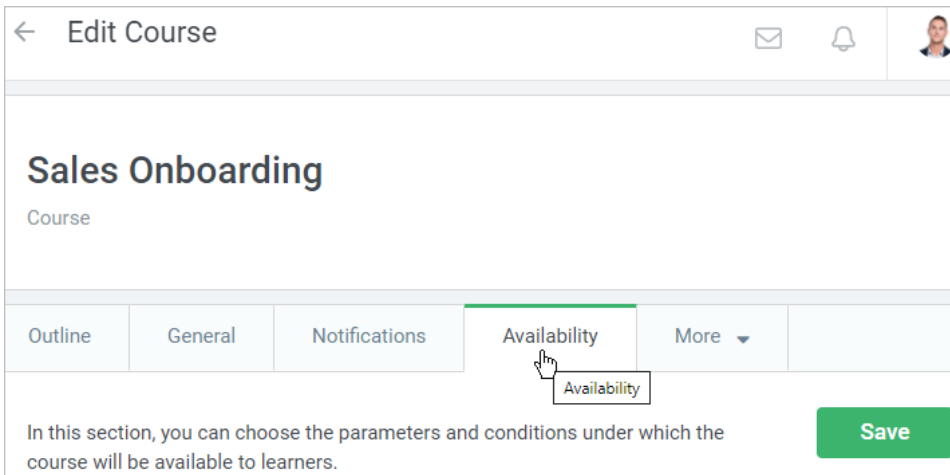 Edit Course
Sales Onboarding
Course
Outline General Notifications Availability More
Availability
In this section, you can choose the parameters and conditions under which the
course will be available to learners.
Save